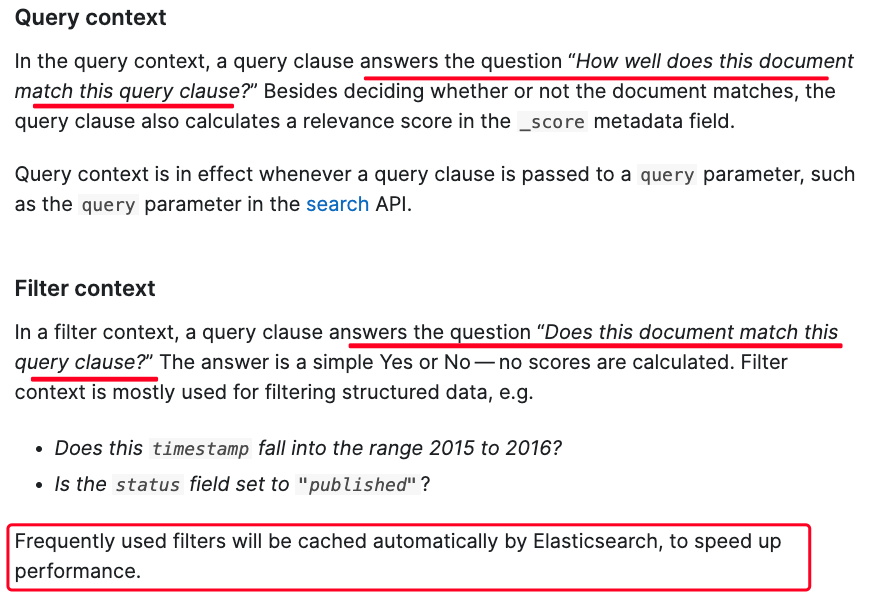 Query context
In the query context, a query clause answers the question “How well does this document
match this query clause?” Besides deciding whether or not the document matches, the
query clause also calculates a relevance score in the _score metadata field.
Query context is in effect whenever a query clause is passed to a query parameter, such
as the query parameter in the search API.
Filter context
In a filter context, a query clause answers the question “Does this document match this
query clause?” The answer is a simple Yes or No — no scores are calculated. Filter
context is mostly used for filtering structured data, e.g.
• Does this timestamp fall into the range 2015 to 2016?
• Is the status field set to "published"?
Frequently used filters will be cached automatically by Elasticsearch, to speed up
performance.